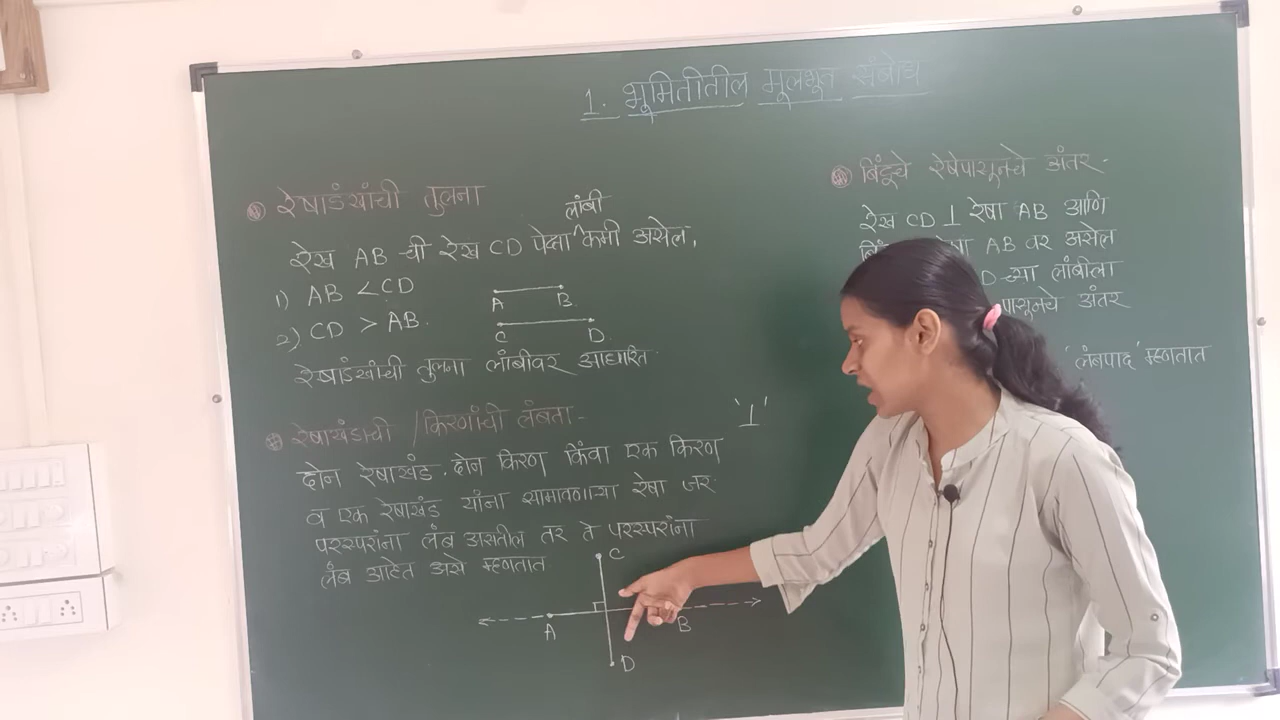 1. भूमितीतील मूलभूत संबोध
रेषाखंडांची तुलना
लांबी
रेख AB ची रेख CD पेक्षा ^ कमी असेल.
1) AB < CD
A B
2) CD > AB.
C D
रेषाखंडांची तुलना लांबीवर आधारित
रेषाखंडाची / किरणांची लंबता -
'⊥'
दोन रेषाखंड, दोन किरण किंवा एक किरण
व एक रेषाखंड यांना सामावणाऱ्या रेषा जर
परस्परांना लंब असतील तर ते परस्परांना
लंब आहेत असे म्हणतात
C
A B
D
बिंदूचे रेषेपासूनचे अंतर -
रेख CD ⊥ रेषा AB आणि
AB वर असेल
D-च्या लांबीला
पासूनचे अंतर
'लंबपाद' म्हणतात